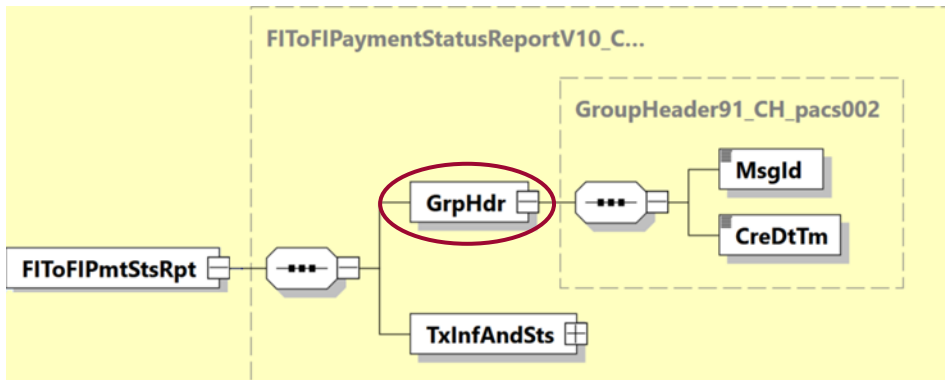 FIToFIPaymentStatusReportV10_C...
GroupHeader91_CH_pacs002
MsgId
GrpHdr
CreDtTm
FIToFIPmtStsRpt
TxInfAndSts